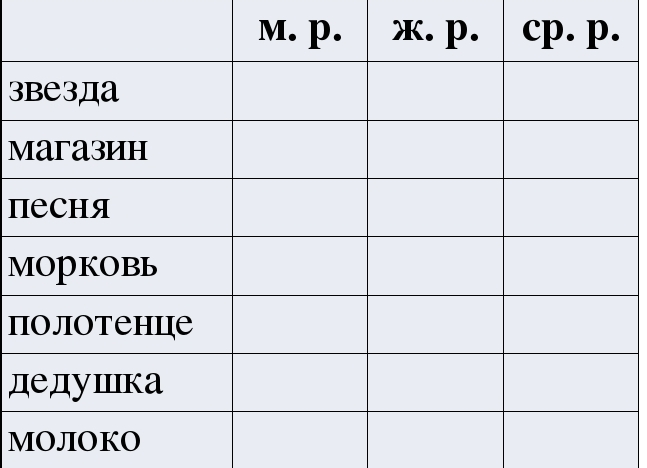 м. р. ж. р. ср. р.
звезда
магазин
песня
морковь
полотенце
дедушка
молоко